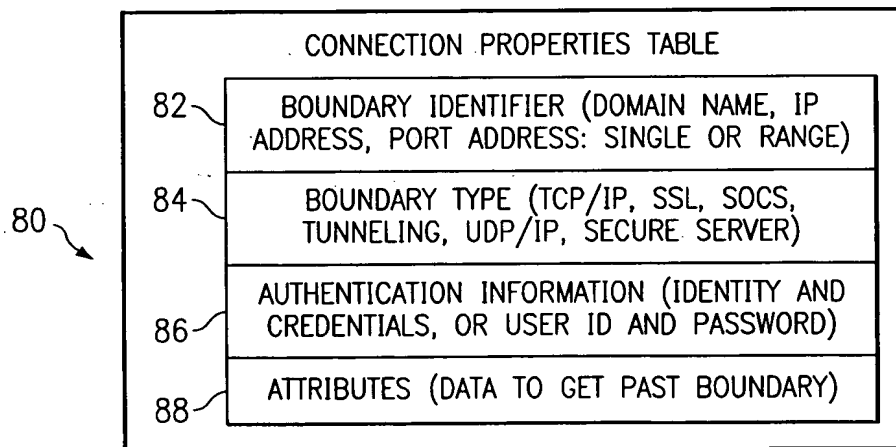 CONNECTION PROPERTIES TABLE
82
BOUNDARY IDENTIFIER (DOMAIN NAME, IP
ADDRESS, PORT ADDRESS: SINGLE OR RANGE)
84
BOUNDARY TYPE (TCP/IP, SSL, SOCS,
TUNNELING, UDP/IP, SECURE SERVER)
80
86
AUTHENTICATION INFORMATION (IDENTITY AND
CREDENTIALS, OR USER ID AND PASSWORD)
88
ATTRIBUTES (DATA TO GET PAST BOUNDARY)